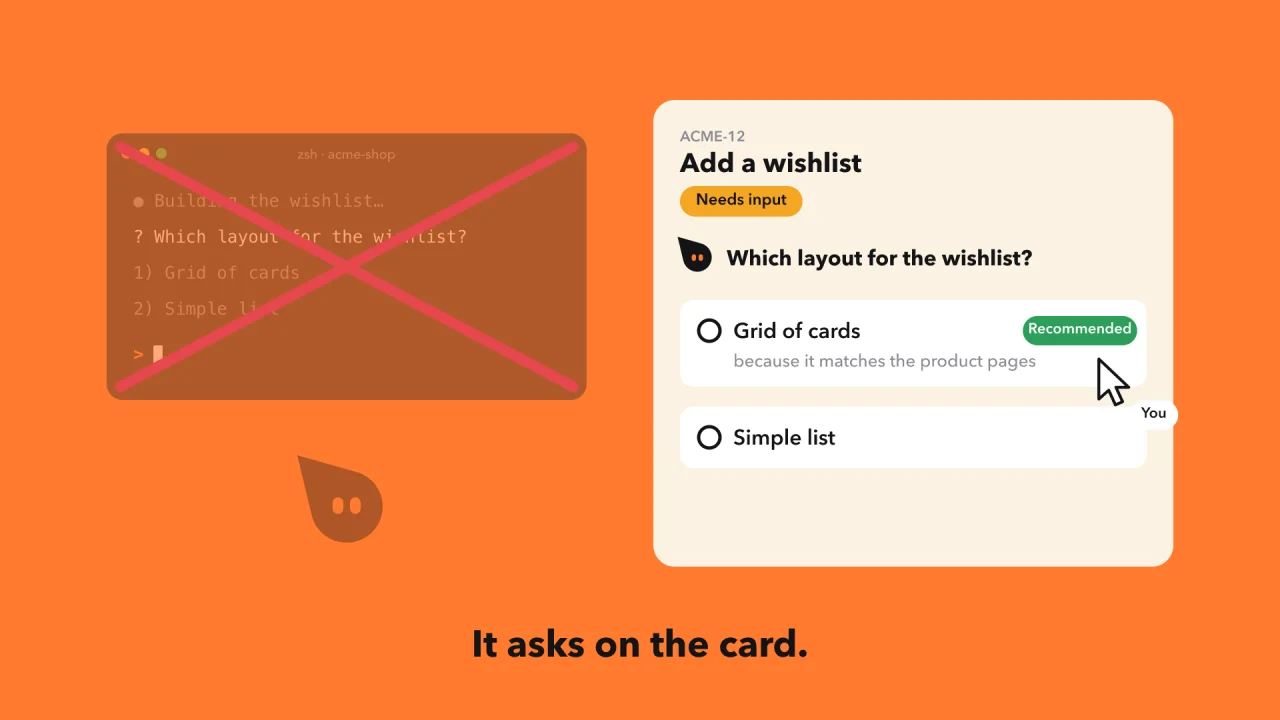 zsh · acme-shop
● Building the wishlist…
? Which layout for the wishlist?
1) Grid of cards
2) Simple list
>
ACME-12
Add a wishlist
Needs input
Which layout for the wishlist?
Grid of cards
Recommended
because it matches the product pages
You
Simple list
It asks on the card.